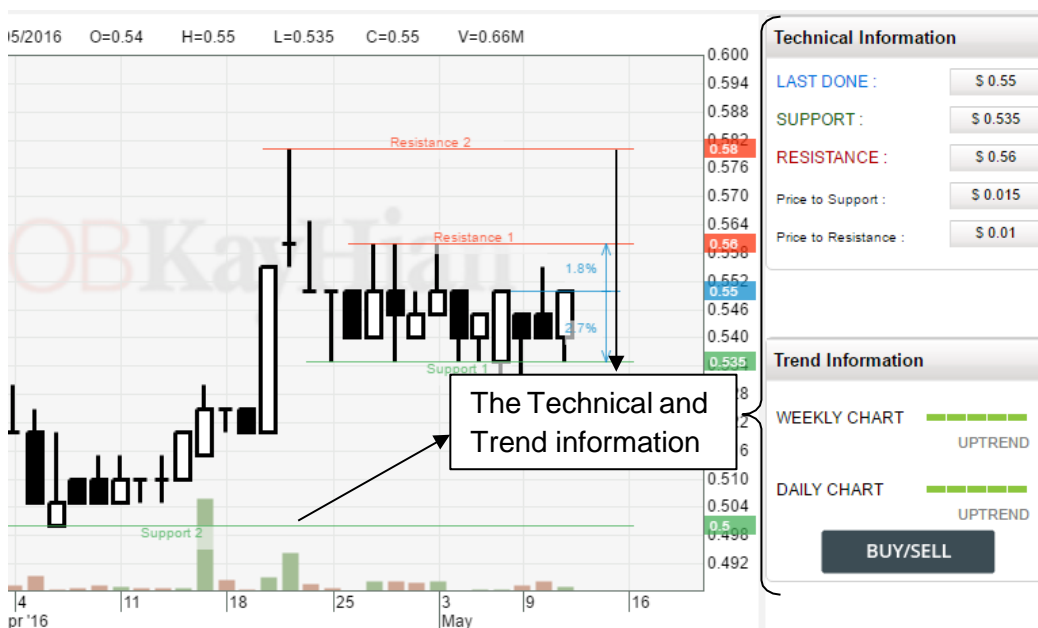 05/2016 O=0.54 H=0.55 L=0.535 C=0.55 V=0.66M
0.600
0.594
0.588
0.582
0.58
0.576
0.570
0.564
0.56
0.558
0.552
0.55
0.546
0.540
0.535
0.510
0.504
0.5
0.498
0.492
Resistance 2
Resistance 1
1.8%
2.7%
Support 1
Support 2
OBKayHian
The Technical and
Trend information
4 11 18 25 3 9 16
pr '16 May
Technical Information
LAST DONE : $ 0.55
SUPPORT : $ 0.535
RESISTANCE : $ 0.56
Price to Support : $ 0.015
Price to Resistance : $ 0.01
Trend Information
WEEKLY CHART
UPTREND
DAILY CHART
UPTREND
BUY/SELL